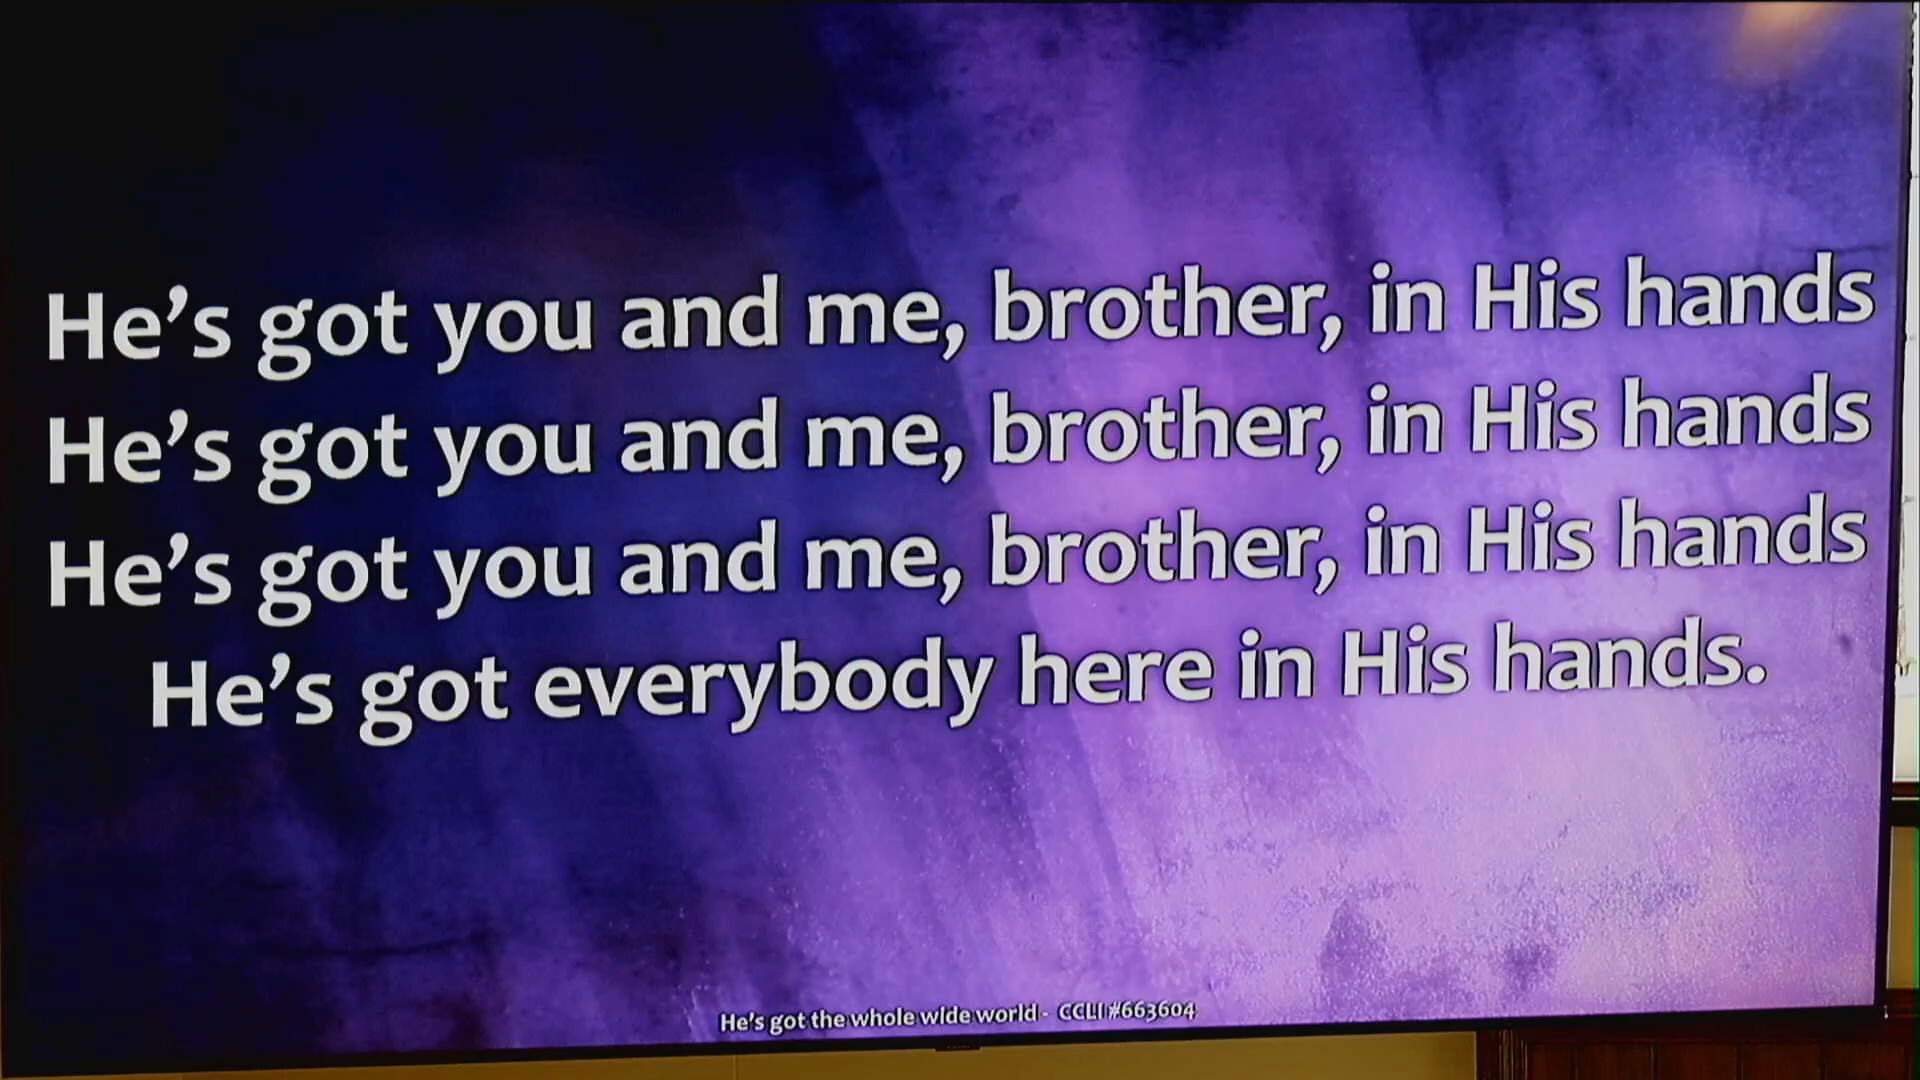 He's got you and me, brother, in His hands
He's got you and me, brother, in His hands
He's got you and me, brother, in His hands
He's got everybody here in His hands.
He's got the whole wide world - CCLI #663604